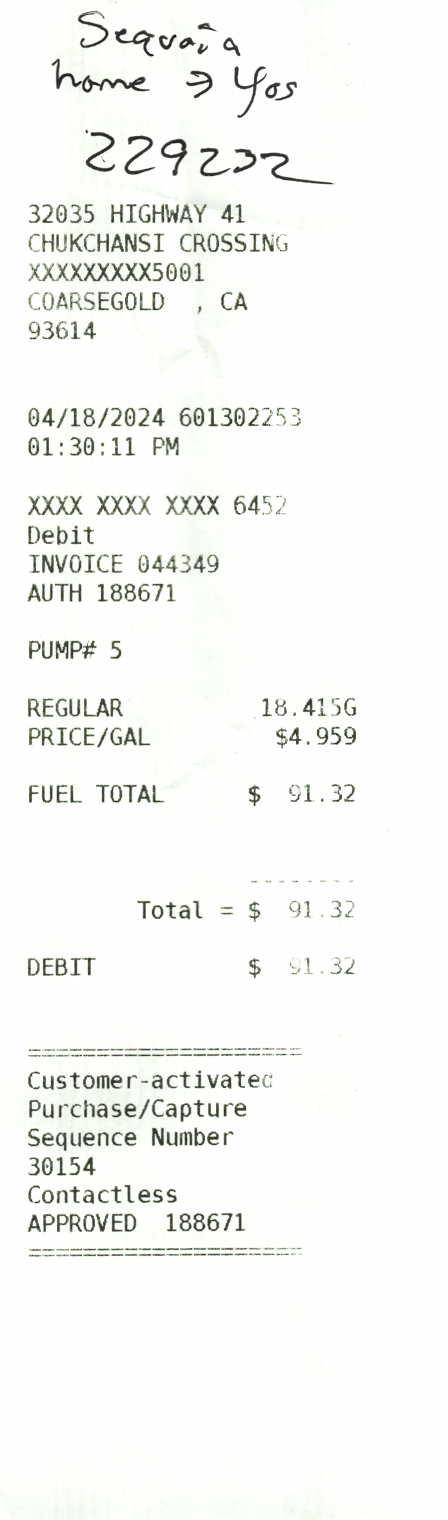 Sequoia
home → Yos
229232
32035 HIGHWAY 41
CHUKCHANSI CROSSING
XXXXXXXXX5001
COARSEGOLD , CA
93614
04/18/2024 601302253
01:30:11 PM
XXXX XXXX XXXX 6452
Debit
INVOICE 044349
AUTH 188671
PUMP# 5
REGULAR 18.415G
PRICE/GAL $4.959
FUEL TOTAL $ 91.32
--------
Total = $ 91.32
DEBIT $ 91.32
====================
Customer-activated
Purchase/Capture
Sequence Number
30154
Contactless
APPROVED 188671
====================